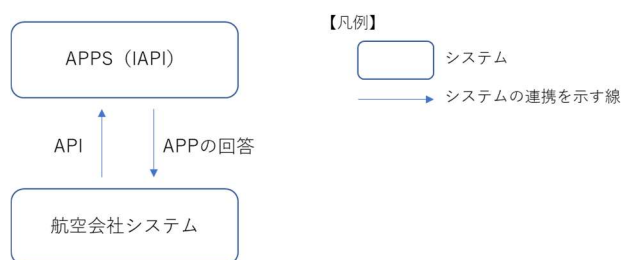 【凡例】
APPS（IAPI）
システム
システムの連携を示す線
API
APPの回答
航空会社システム